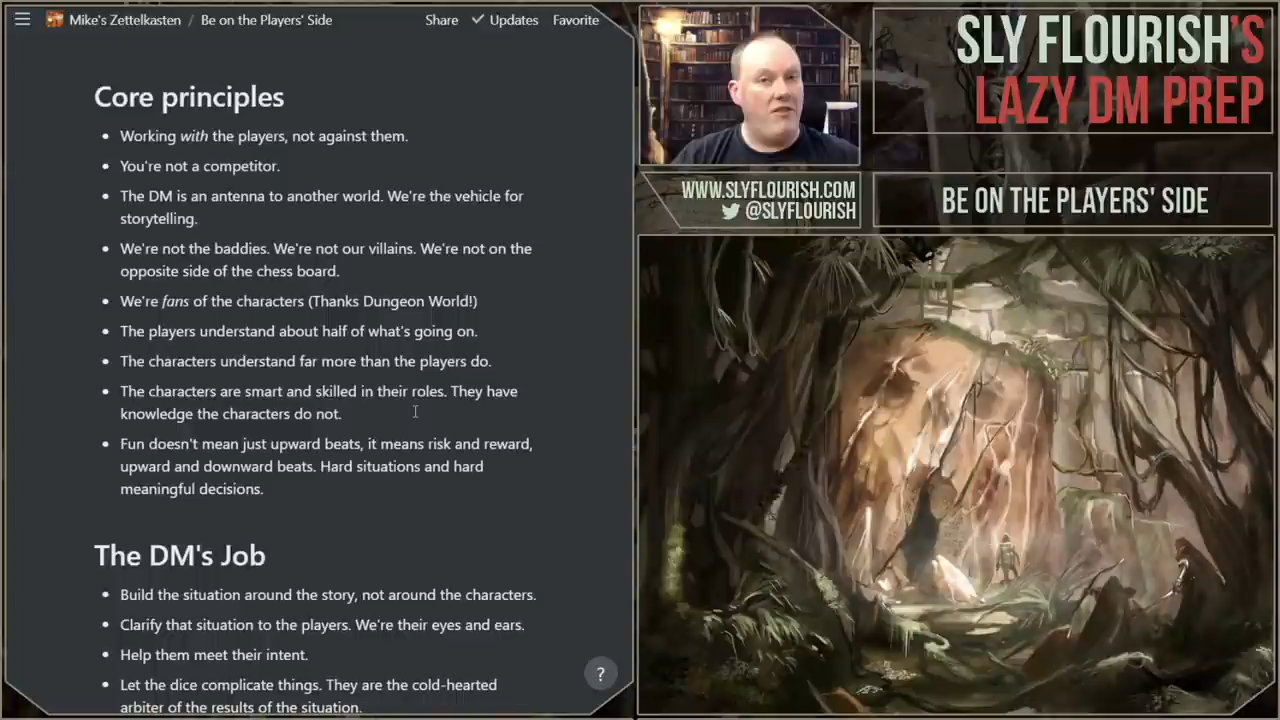 Mike's Zettelkasten / Be on the Players' Side
Share
Updates
Favorite
Core principles
• Working with the players, not against them.
• You're not a competitor.
• The DM is an antenna to another world. We're the vehicle for
storytelling.
• We're not the baddies. We're not our villains. We're not on the
opposite side of the chess board.
• We're fans of the characters (Thanks Dungeon World!)
• The players understand about half of what's going on.
• The characters understand far more than the players do.
• The characters are smart and skilled in their roles. They have
knowledge the characters do not.
• Fun doesn't mean just upward beats, it means risk and reward,
upward and downward beats. Hard situations and hard
meaningful decisions.
The DM's Job
• Build the situation around the story, not around the characters.
• Clarify that situation to the players. We're their eyes and ears.
• Help them meet their intent.
• Let the dice complicate things. They are the cold-hearted
arbiter of the results of the situation.
?
SLY FLOURISH'S
LAZY DM PREP
WWW.SLYFLOURISH.COM
@SLYFLOURISH
BE ON THE PLAYERS' SIDE